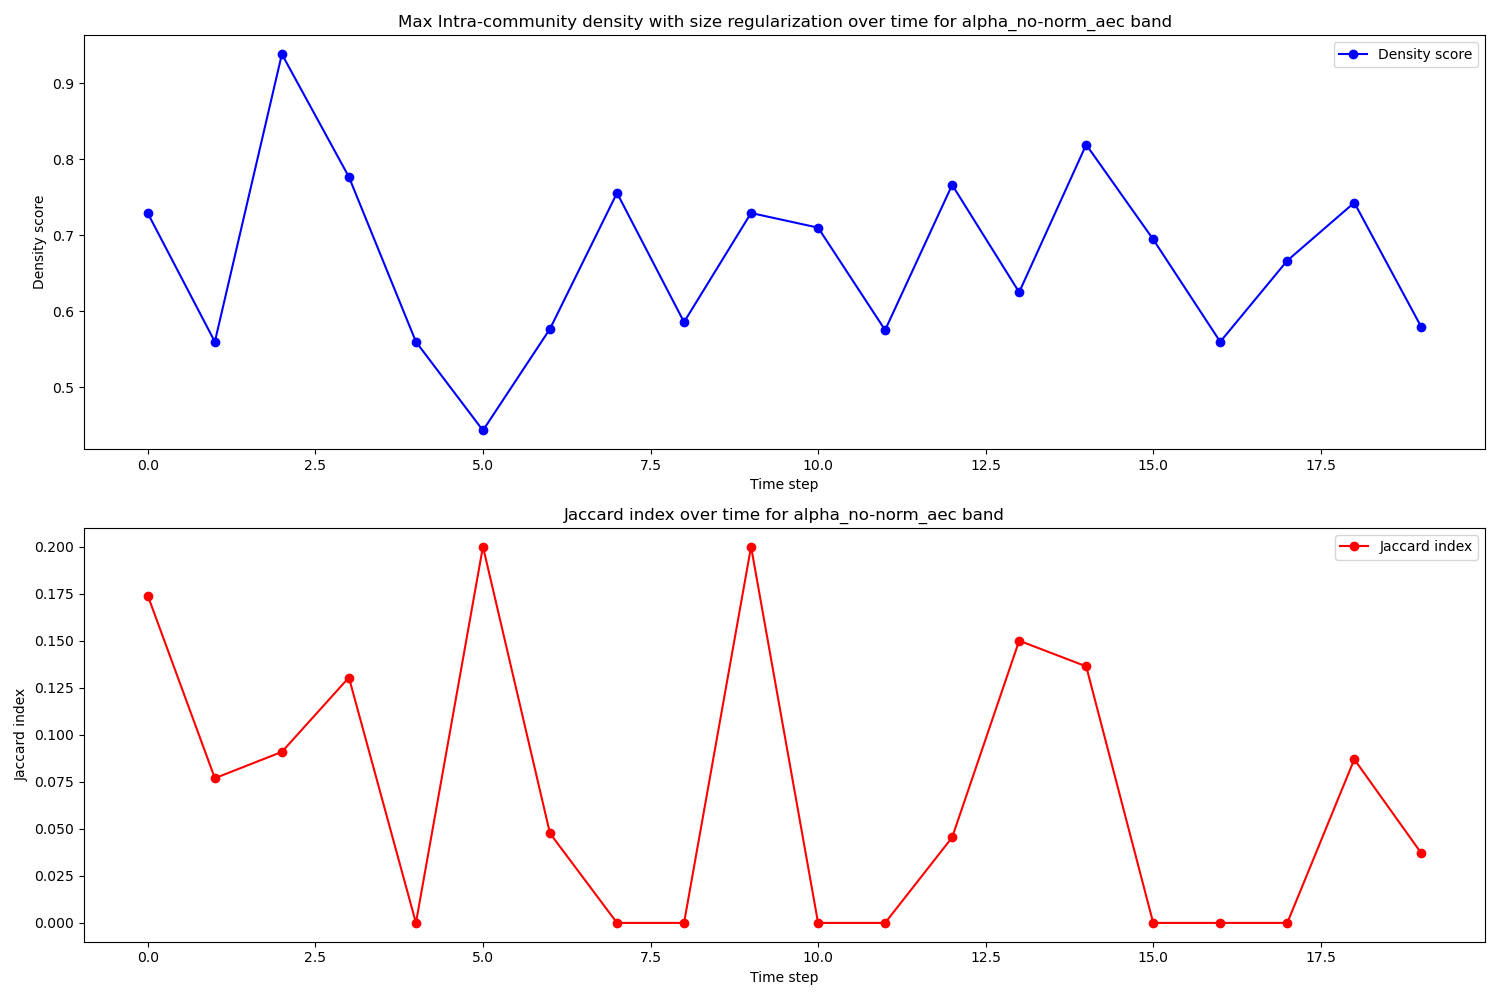 Max Intra-community density with size regularization over time for alpha_no-norm_aec band
Density score
0.9
0.8
0.7
0.6
0.5
Density score
0.0 2.5 5.0 7.5 10.0 12.5 15.0 17.5
Time step
Jaccard index over time for alpha_no-norm_aec band
Jaccard index
0.200
0.175
0.150
0.125
0.100
0.075
0.050
0.025
0.000
Jaccard index
0.0 2.5 5.0 7.5 10.0 12.5 15.0 17.5
Time step